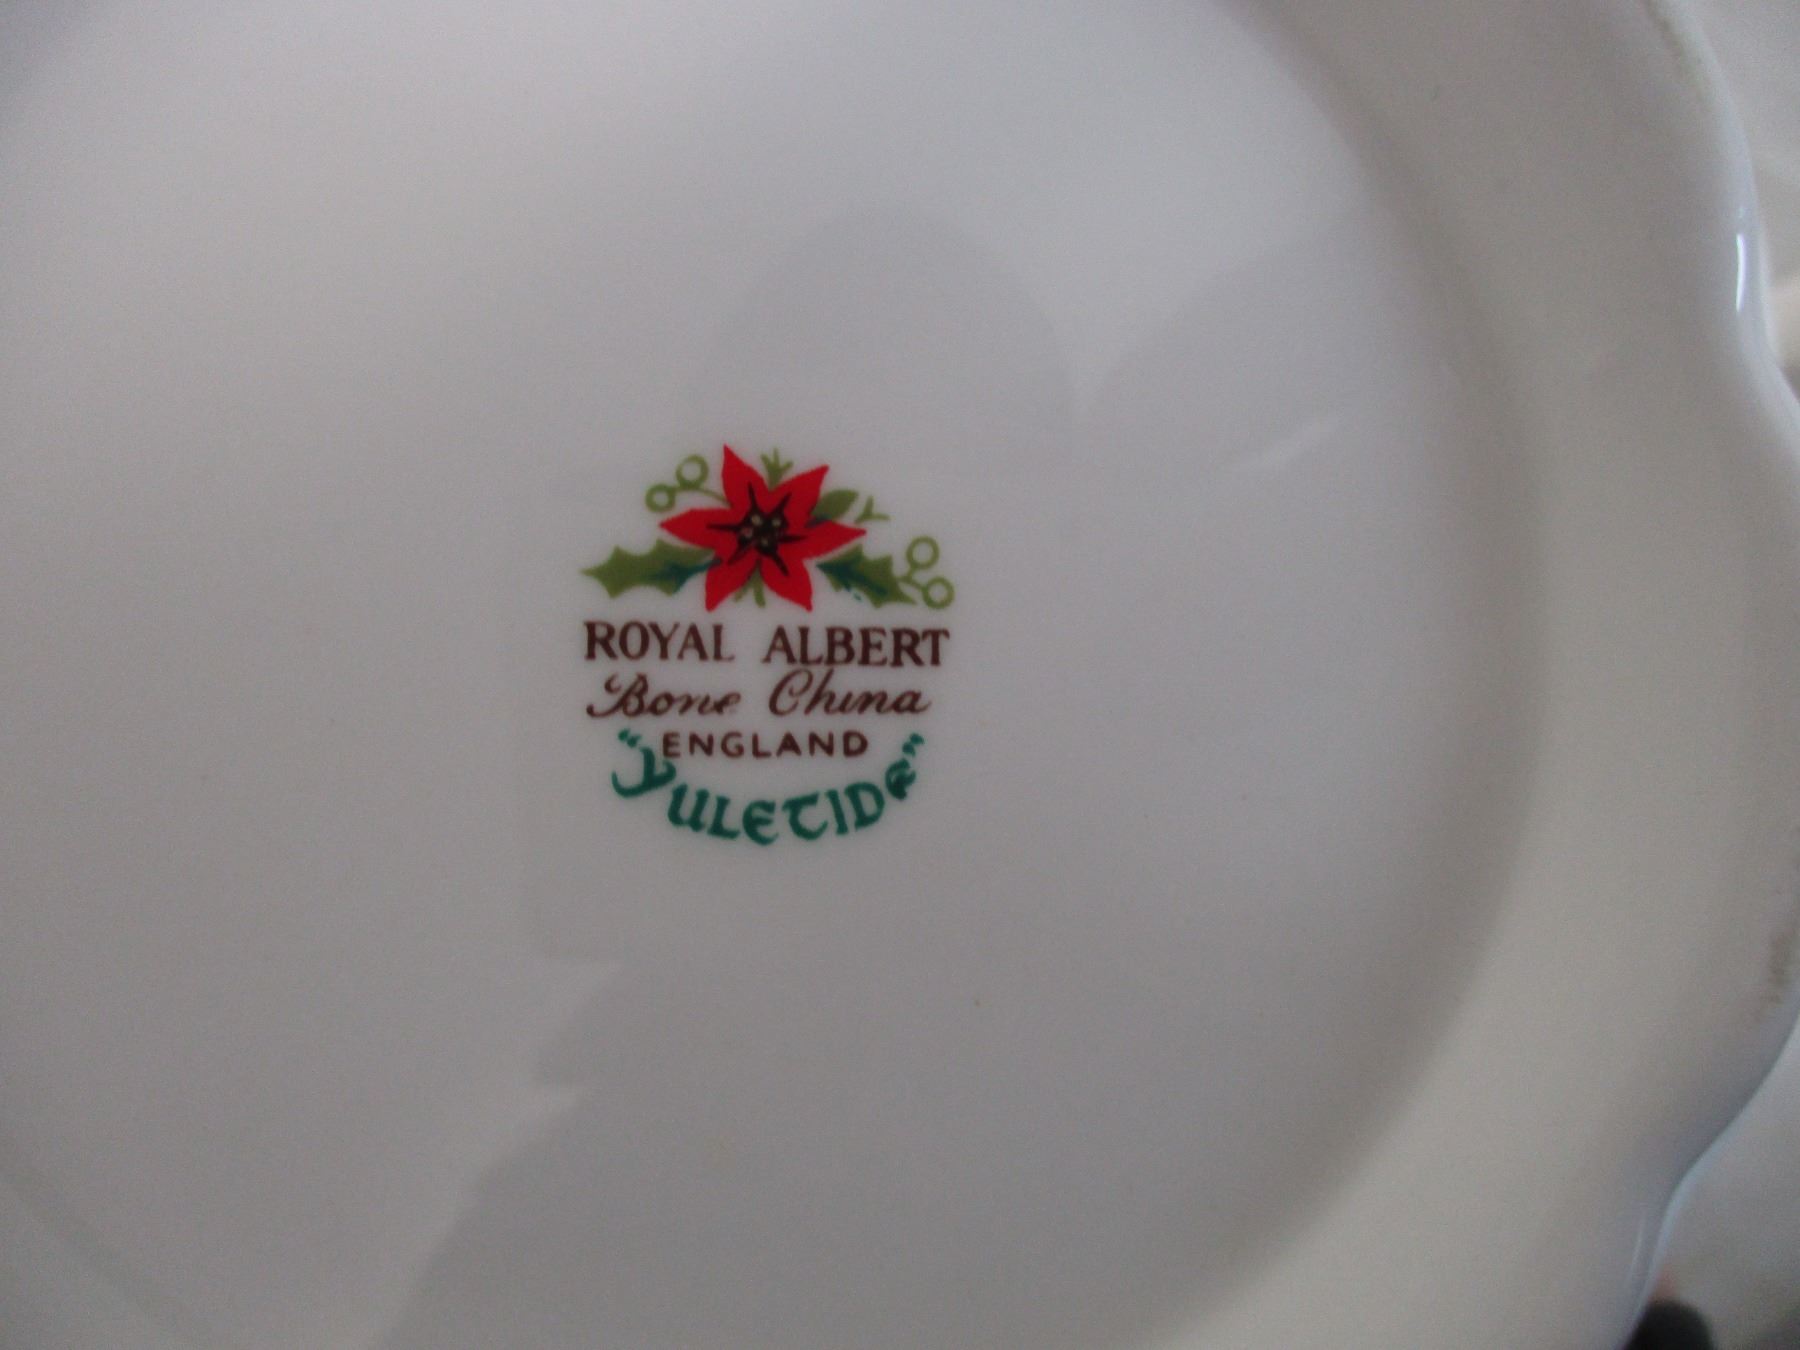 ROYAL ALBERT
Bone China
ENGLAND
"YULETIDE"